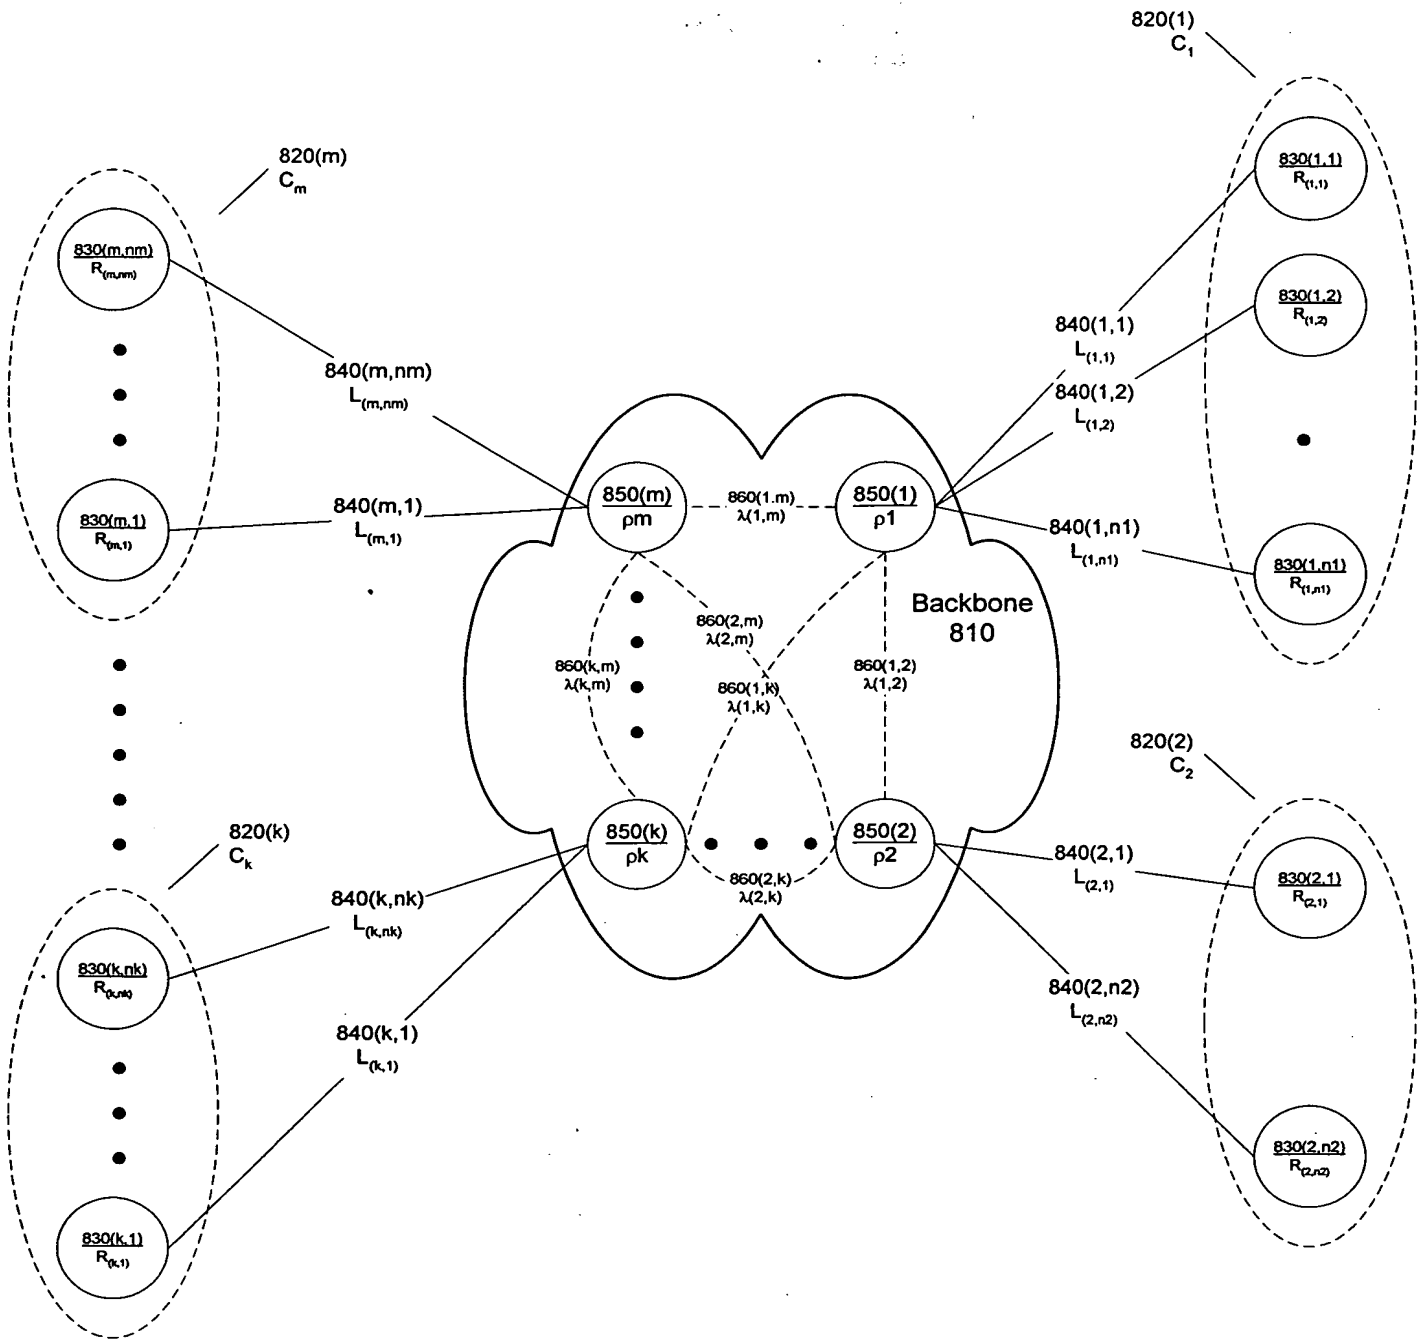 820(1)
C1
820(m)
Cm
830(1,1)
R(1,1)
830(m,nm)
R(m,nm)
830(1,2)
R(1,2)
840(1,1)
L(1,1)
840(m,nm)
L(m,nm)
840(1,2)
L(1,2)
850(m)
ρm
860(1.m)
λ(1,m)
850(1)
ρ1
840(m,1)
L(m,1)
830(m,1)
R(m,1)
840(1,n1)
L(1,n1)
830(1,n1)
R(1,n1)
Backbone
810
860(2,m)
λ(2,m)
860(k,m)
λ(k,m)
860(1,k)
λ(1,k)
860(1,2)
λ(1,2)
820(2)
C2
820(k)
Ck
850(k)
ρk
850(2)
ρ2
860(2,k)
λ(2,k)
840(2,1)
L(2,1)
830(2,1)
R(2,1)
840(k,nk)
L(k,nk)
830(k,nk)
R(k,nk)
840(2,n2)
L(2,n2)
840(k,1)
L(k,1)
830(2,n2)
R(2,n2)
830(k,1)
R(k,1)